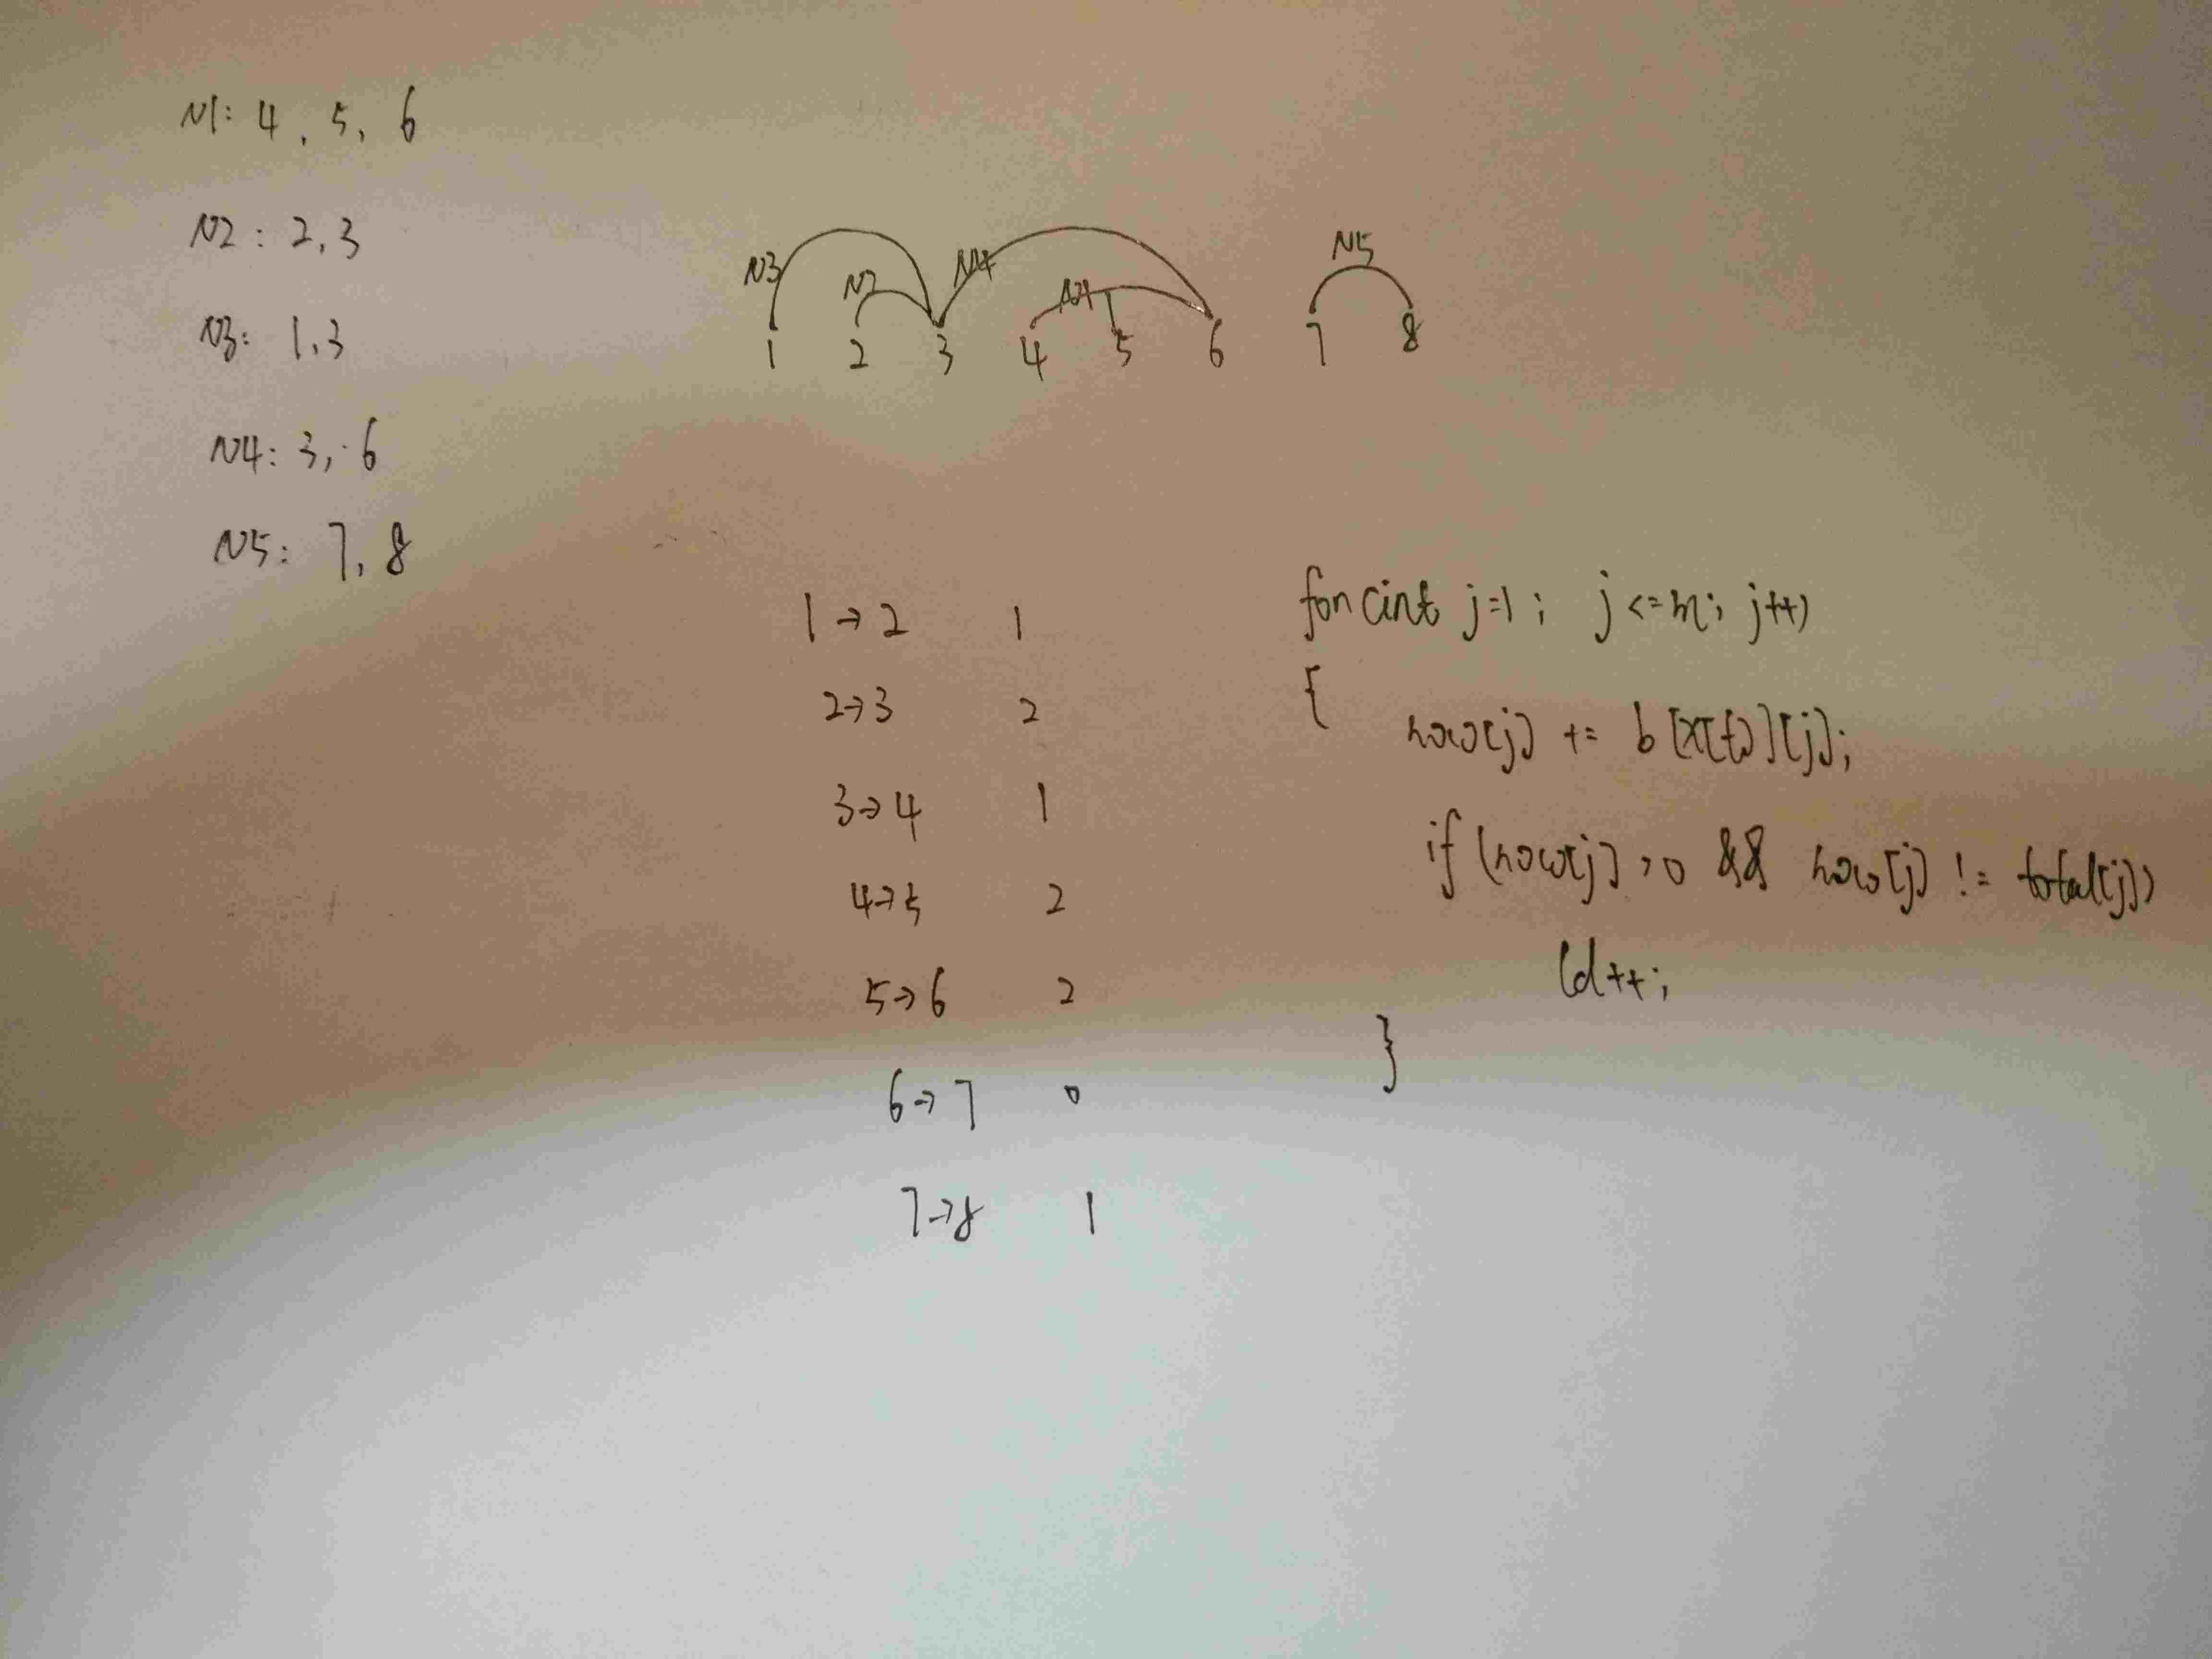 N1: 4, 5, 6
N2: 2, 3
N3: 1, 3
N4: 3, 6
N5: 7, 8
N3 N2 N4 N1 N5
1 2 3 4 5 6 7 8
1→2 1
2→3 2
3→4 1
4→5 2
5→6 2
6→7 0
7→8 1
for(int j=1; j<=m; j++)
{
now[j] += b[x[t]][j];
if(now[j]>0 && now[j] != total[j])
ld++;
}